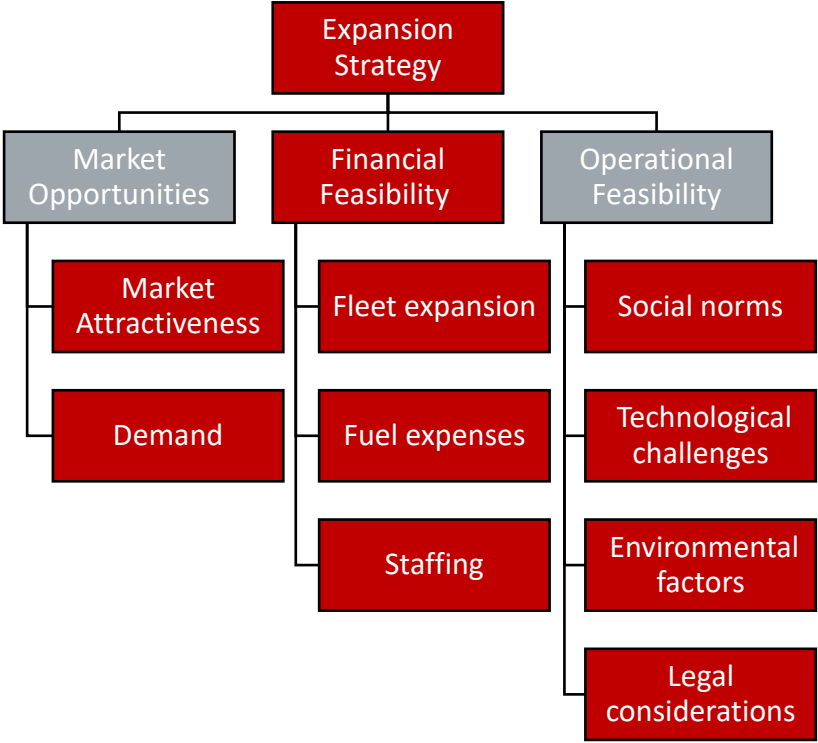 Expansion
Strategy
Market
Opportunities
Financial
Feasibility
Operational
Feasibility
Market
Attractiveness
Demand
Fleet expansion
Fuel expenses
Staffing
Social norms
Technological
challenges
Environmental
factors
Legal
considerations